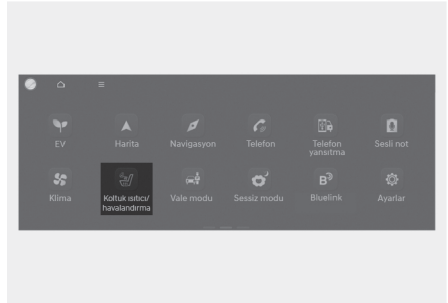 EV
Harita
Navigasyon
Telefon
Telefon
yansıtma
Sesli not
Klima
Koltuk ısıtıcı/
havalandırma
Vale modu
Sessiz modu
Bluelink
Ayarlar